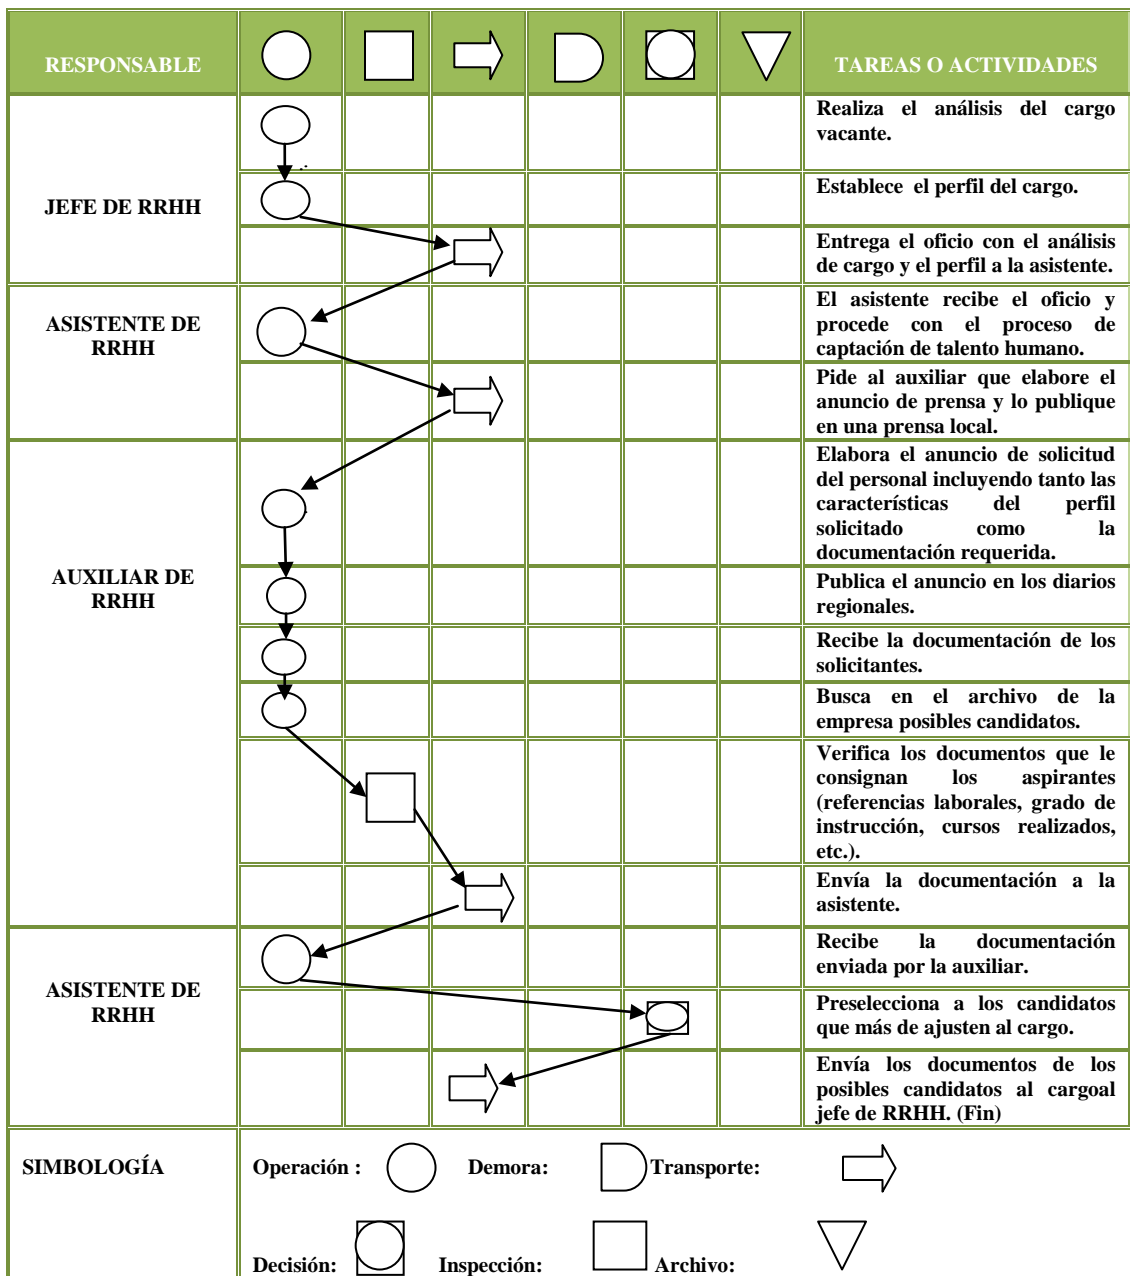 RESPONSABLE
TAREAS O ACTIVIDADES
JEFE DE RRHH
Realiza el análisis del cargo
vacante.
Establece el perfil del cargo.
Entrega el oficio con el análisis
de cargo y el perfil a la asistente.
ASISTENTE DE
RRHH
El asistente recibe el oficio y
procede con el proceso de
captación de talento humano.
Pide al auxiliar que elabore el
anuncio de prensa y lo publique
en una prensa local.
AUXILIAR DE
RRHH
Elabora el anuncio de solicitud
del personal incluyendo tanto las
características del perfil
solicitado como la
documentación requerida.
Publica el anuncio en los diarios
regionales.
Recibe la documentación de los
solicitantes.
Busca en el archivo de la
empresa posibles candidatos.
Verifica los documentos que le
consignan los aspirantes
(referencias laborales, grado de
instrucción, cursos realizados,
etc.).
Envía la documentación a la
asistente.
ASISTENTE DE
RRHH
Recibe la documentación
enviada por la auxiliar.
Preselecciona a los candidatos
que más de ajusten al cargo.
Envía los documentos de los
posibles candidatos al cargoal
jefe de RRHH. (Fin)
SIMBOLOGÍA
Operación : Demora: Transporte:
Decisión: Inspección: Archivo: